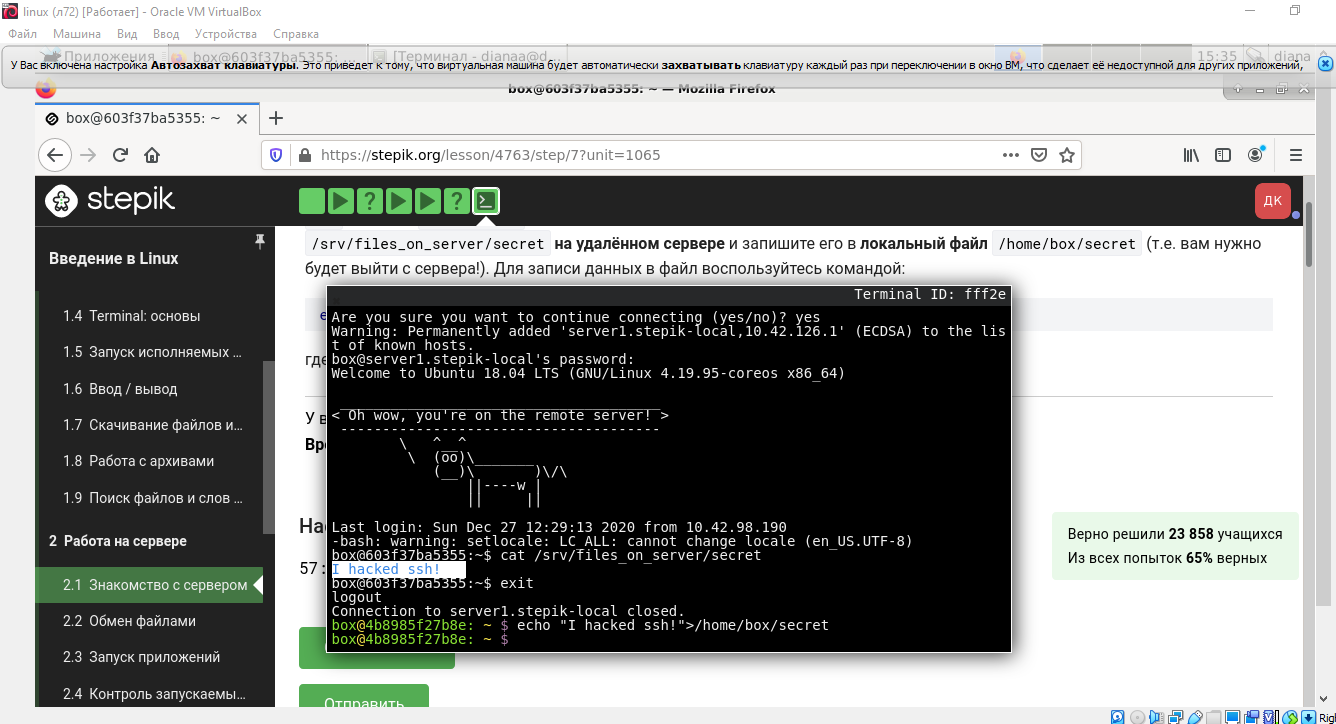 linux (л72) [Работает] - Oracle VM VirtualBox
Файл Машина Вид Ввод Устройства Справка
Приложения box@603f37ba5355: [Терминал - dianaa@d... 15:35 diana
У Вас включена настройка Автозахват клавиатуры. Это приведет к тому, что виртуальная машина будет автоматически захватывать клавиатуру каждый раз при переключении в окно ВМ, что сделает её недоступной для других приложений,
box@603f37ba5355: ~ — Mozilla Firefox
box@603f37ba5355: ~
https://stepik.org/lesson/4763/step/7?unit=1065
stepik
ДК
Введение в Linux
1.4 Terminal: основы
1.5 Запуск исполняемых ...
1.6 Ввод / вывод
1.7 Скачивание файлов и...
1.8 Работа с архивами
1.9 Поиск файлов и слов ...
2 Работа на сервере
2.1 Знакомство с сервером
2.2 Обмен файлами
2.3 Запуск приложений
2.4 Контроль запускаемы...
/srv/files_on_server/secret на удалённом сервере и запишите его в локальный файл /home/box/secret (т.е. вам нужно
будет выйти с сервера!). Для записи данных в файл воспользуйтесь командой:
e
где
У в
Вре
На
57:
Terminal ID: fff2e
Are you sure you want to continue connecting (yes/no)? yes
Warning: Permanently added 'server1.stepik-local,10.42.126.1' (ECDSA) to the lis
t of known hosts.
box@server1.stepik-local's password:
Welcome to Ubuntu 18.04 LTS (GNU/Linux 4.19.95-coreos x86_64)
 ______________________________________
< Oh wow, you're on the remote server! >
 --------------------------------------
        \   ^__^
         \  (oo)\_______
            (__)\       )\/\
                ||----w |
                ||     ||
Last login: Sun Dec 27 12:29:13 2020 from 10.42.98.190
-bash: warning: setlocale: LC_ALL: cannot change locale (en_US.UTF-8)
box@603f37ba5355:~$ cat /srv/files_on_server/secret
I hacked ssh!
box@603f37ba5355:~$ exit
logout
Connection to server1.stepik-local closed.
box@4b8985f27b8e: ~ $ echo "I hacked ssh!">/home/box/secret
box@4b8985f27b8e: ~ $
Верно решили 23 858 учащихся
Из всех попыток 65% верных
Отправить
Righ